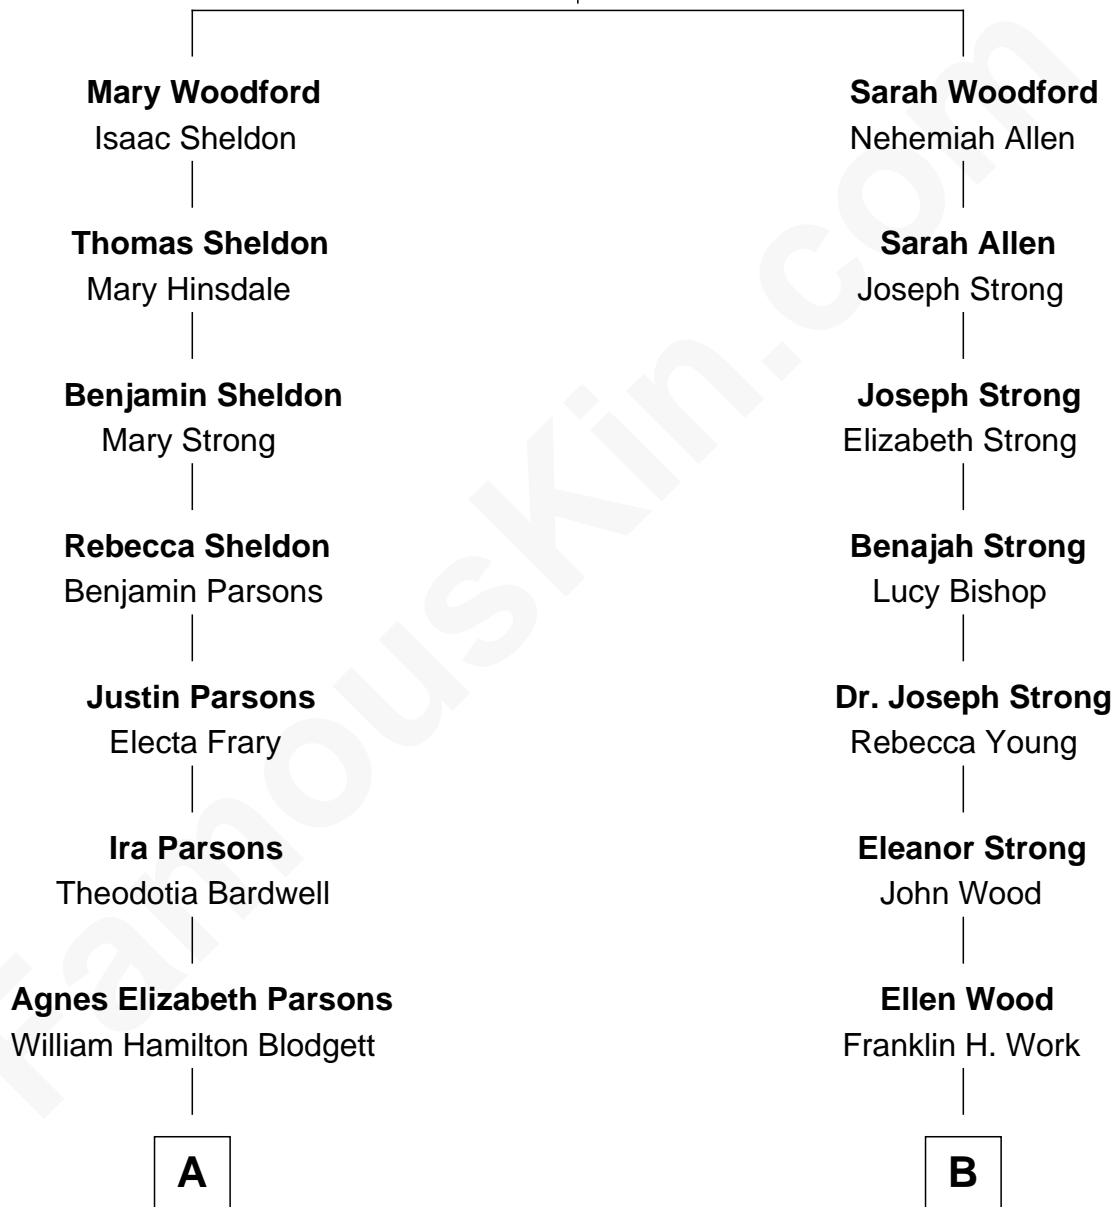 Mary Woodford
Isaac Sheldon
Thomas Sheldon
Mary Hinsdale
Benjamin Sheldon
Mary Strong
Rebecca Sheldon
Benjamin Parsons
Justin Parsons
Electa Frary
Ira Parsons
Theodotia Bardwell
Agnes Elizabeth Parsons
William Hamilton Blodgett
A
Sarah Woodford
Nehemiah Allen
Sarah Allen
Joseph Strong
Joseph Strong
Elizabeth Strong
Benajah Strong
Lucy Bishop
Dr. Joseph Strong
Rebecca Young
Eleanor Strong
John Wood
Ellen Wood
Franklin H. Work
B
FamousKin.com